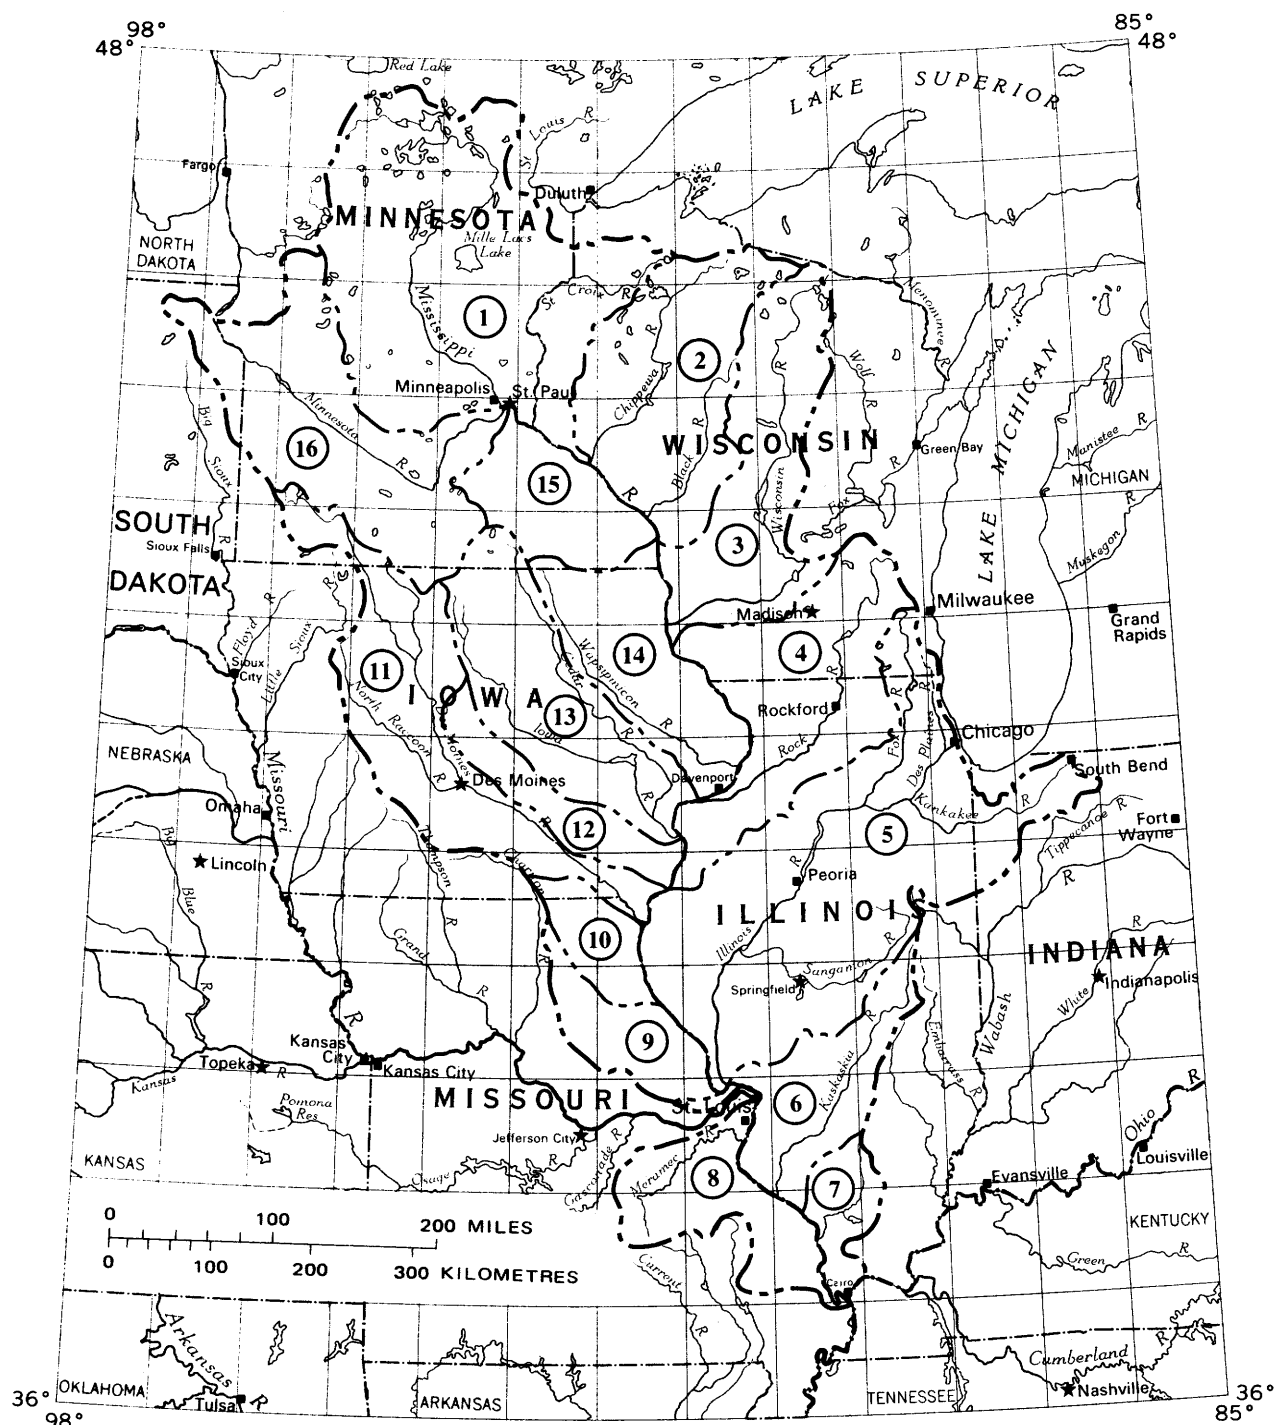 98°
48°
85°
48°
Red Lake
LAKE SUPERIOR
St Louis R
Fargo
Duluth
MINNESOTA
Mille Lacs
Lake
NORTH
DAKOTA
St Croix R
Mississippi
1
2
Menominee R
Wolf R
Chippewa R
Minneapolis
St. Paul
Minnesota R
16
WISCONSIN
Green Bay
LAKE MICHIGAN
Manistee R
MICHIGAN
Big Sioux R
15
R
Black R
Wisconsin R
Fox R
SOUTH
DAKOTA
Sioux Falls
3
Muskegon R
Madison
Milwaukee
Grand
Rapids
Floyd R
Little Sioux R
Sioux
City
11
14
4
Wapsipinicon R
Cedar R
IOWA
13
North Raccoon R
Des Moines R
Iowa R
Rockford
Rock R
Fox R
Des Plaines R
Chicago
NEBRASKA
Missouri R
Des Moines
Davenport
South Bend
Omaha
Kankakee R
Tippecanoe R
Fort
Wayne
12
5
Big Blue R
Lincoln
Thompson R
Chariton R
Peoria
R
ILLINOIS
INDIANA
Grand R
10
Illinois R
Sangamon R
Springfield
White R
Indianapolis
Wabash R
Embarrass R
9
Kansas
City
Topeka
Kansas R
Kansas City
MISSOURI
St. Louis
6
Kaskaskia R
Pomona
Res
Jefferson City
Osage R
Gasconade R
Meramec R
8
7
Ohio R
Louisville
Evansville
KANSAS
KENTUCKY
Green R
0 100 200 MILES
0 100 200 300 KILOMETRES
Current R
Cairo
Arkansas R
Cumberland R
OKLAHOMA
Tulsa
ARKANSAS
TENNESSEE
Nashville
36°
98°
36°
85°